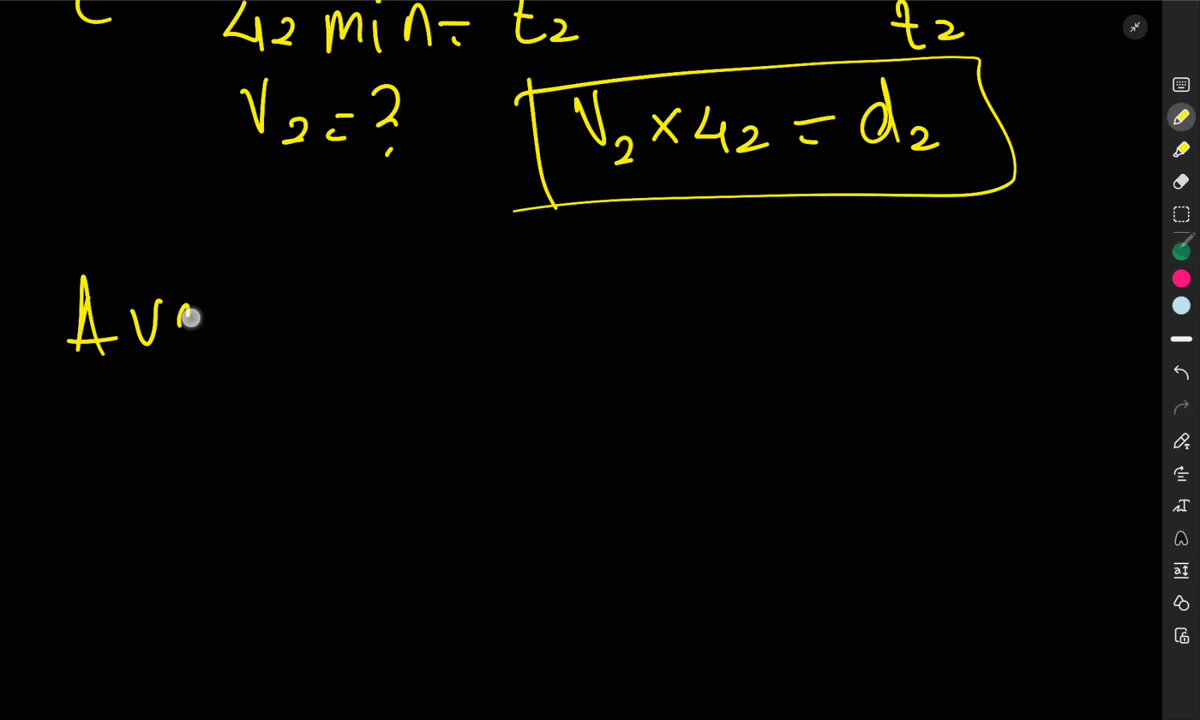 42 min = t2 t2
V2 = ? V2 × 42 = d2
Av